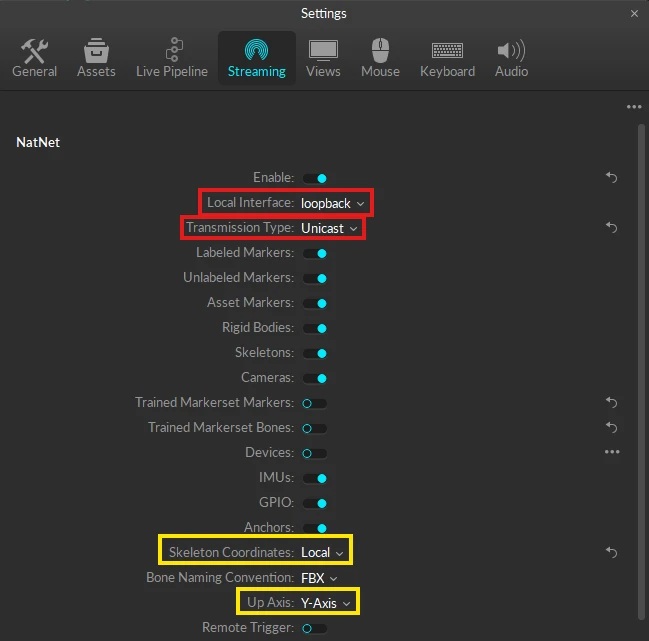 Settings
General Assets Live Pipeline Streaming Views Mouse Keyboard Audio
NatNet
Enable:
Local Interface: loopback
Transmission Type: Unicast
Labeled Markers:
Unlabeled Markers:
Asset Markers:
Rigid Bodies:
Skeletons:
Cameras:
Trained Markerset Markers:
Trained Markerset Bones:
Devices:
IMUs:
GPIO:
Anchors:
Skeleton Coordinates: Local
Bone Naming Convention: FBX
Up Axis: Y-Axis
Remote Trigger: